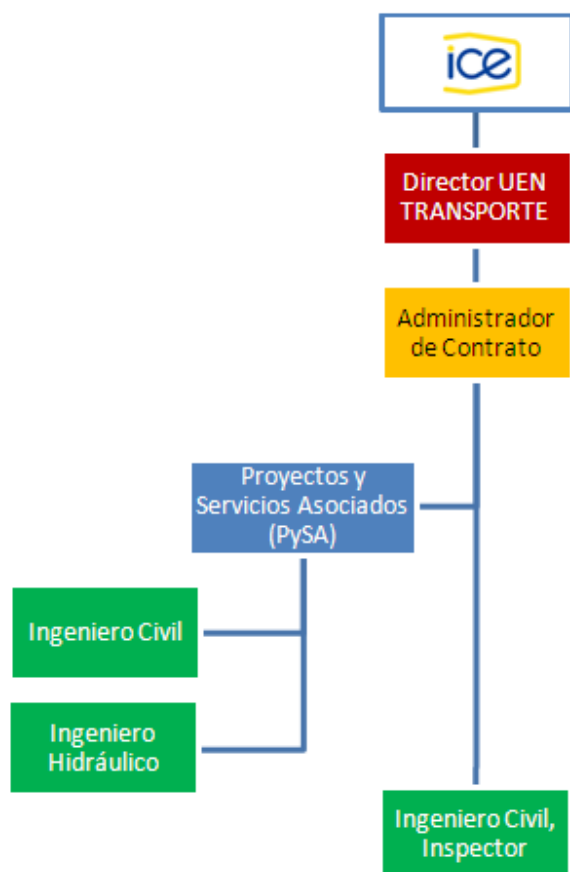 ice
Director UEN
TRANSPORTE
Administrador
de Contrato
Proyectos y
Servicios Asociados
(PySA)
Ingeniero Civil
Ingeniero
Hidráulico
Ingeniero Civil,
Inspector